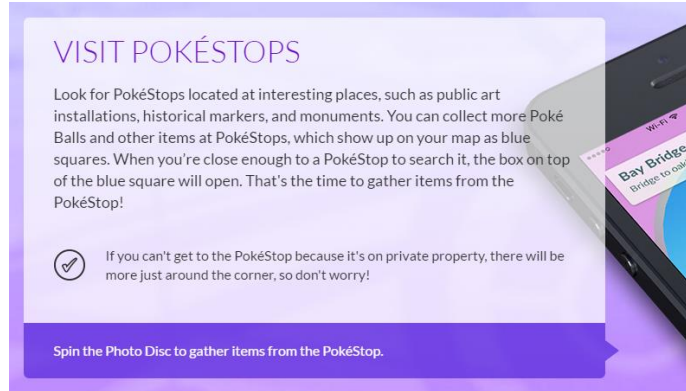 VISIT POKÉSTOPS
Look for PokéStops located at interesting places, such as public art
installations, historical markers, and monuments. You can collect more Poké
Balls and other items at PokéStops, which show up on your map as blue
squares. When you’re close enough to a PokéStop to search it, the box on top
of the blue square will open. That’s the time to gather items from the
PokéStop!
If you can't get to the PokéStop because it's on private property, there will be
more just around the corner, so don't worry!
Spin the Photo Disc to gather items from the PokéStop.
Wi-Fi
Bay Bridge
Bridge to oak